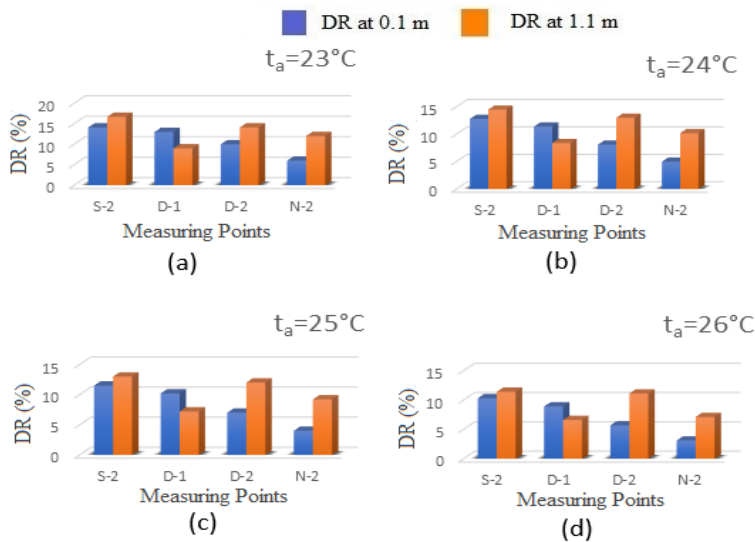 DR at 0.1 m DR at 1.1 m
tₐ=23°C
20
15
10
5
0
DR (%)
S-2 D-1 D-2 N-2
Measuring Points
(a)
tₐ=24°C
15
10
5
0
DR (%)
S-2 D-1 D-2 N-2
Measuring Points
(b)
tₐ=25°C
15
10
5
0
DR (%)
S-2 D-1 D-2 N-2
Measuring Points
(c)
tₐ=26°C
15
10
5
0
DR (%)
S-2 D-1 D-2 N-2
Measuring Points
(d)